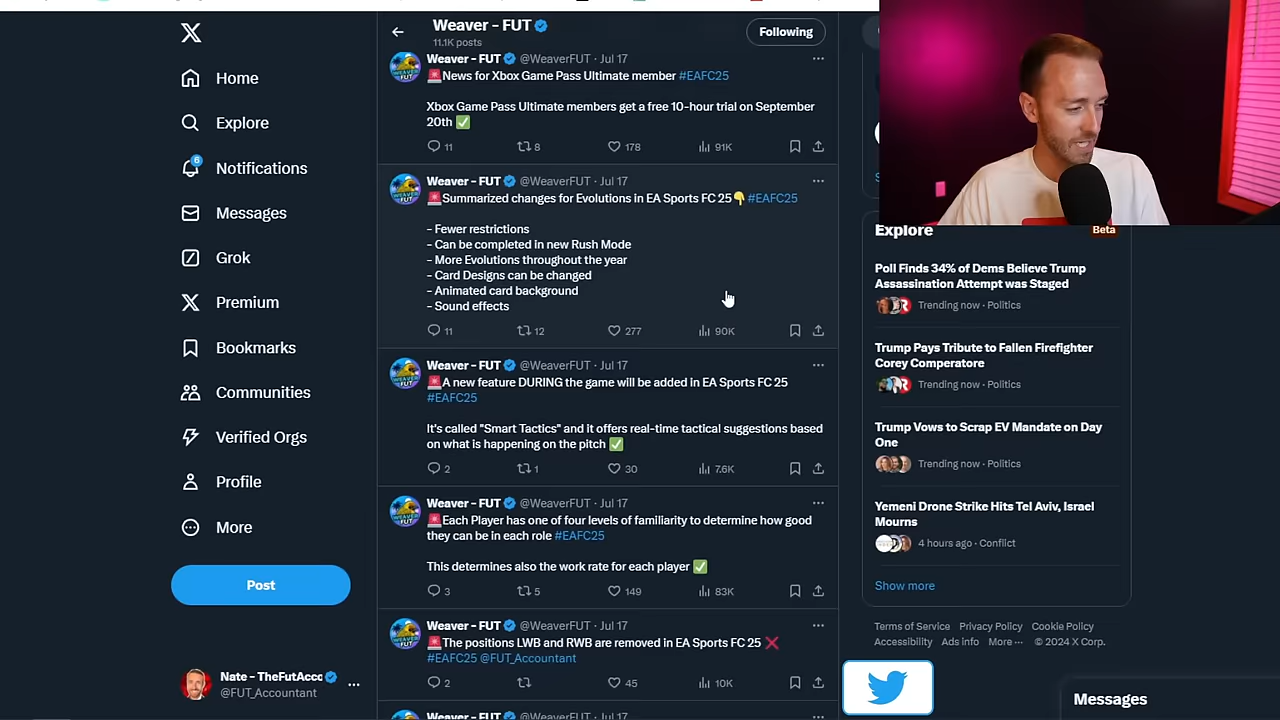 Weaver - FUT
11.1K posts
Following
Home
Explore
6
Notifications
Messages
Grok
Premium
Bookmarks
Communities
Verified Orgs
Profile
More
Post
Nate - TheFutAcco
@FUT_Accountant
Weaver - FUT @WeaverFUT · Jul 17
🚨News for Xbox Game Pass Ultimate member #EAFC25
Xbox Game Pass Ultimate members get a free 10-hour trial on September
20th ✅
11 8 178 91K
Weaver - FUT @WeaverFUT · Jul 17
🚨Summarized changes for Evolutions in EA Sports FC 25👇#EAFC25
- Fewer restrictions
- Can be completed in new Rush Mode
- More Evolutions throughout the year
- Card Designs can be changed
- Animated card background
- Sound effects
11 12 277 90K
Weaver - FUT @WeaverFUT · Jul 17
🚨A new feature DURING the game will be added in EA Sports FC 25
#EAFC25
It's called "Smart Tactics" and it offers real-time tactical suggestions based
on what is happening on the pitch ✅
2 1 30 7.6K
Weaver - FUT @WeaverFUT · Jul 17
🚨Each Player has one of four levels of familiarity to determine how good
they can be in each role #EAFC25
This determines also the work rate for each player ✅
3 5 149 83K
Weaver - FUT @WeaverFUT · Jul 17
🚨The positions LWB and RWB are removed in EA Sports FC 25 ❌
#EAFC25 @FUT_Accountant
2 45 10K
Weaver - FUT @WeaverFUT · Jul 17
Explore
Beta
Poll Finds 34% of Dems Believe Trump
Assassination Attempt was Staged
Trending now · Politics
Trump Pays Tribute to Fallen Firefighter
Corey Comperatore
Trending now · Politics
Trump Vows to Scrap EV Mandate on Day
One
Trending now · Politics
Yemeni Drone Strike Hits Tel Aviv, Israel
Mourns
4 hours ago · Conflict
Show more
Terms of Service Privacy Policy Cookie Policy
Accessibility Ads info More ··· © 2024 X Corp.
Messages